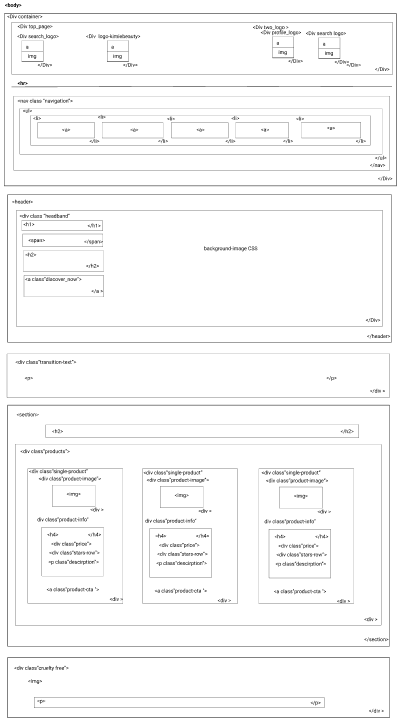 <body>
<Div container>
<Div top_page>
<Div two_logo >
<Div search_logo> <Div logo-kimiebeauty> <Div profile_logo> <Div search logo>
a a a a
img img img img
</Div> </Div> </Div> </Div>
</Div>
</Div>
<hr>
<nav class "navigation">
<ul>
<li> <li> <li> <li> <li>
<a> <a> <a> <a> <a>
</li> </li> </li> </li> </li>
</ul>
</nav>
</Div>
<header>
<div class "headband"
<h1> </h1>
<span> </span>
<h2>
</h2>
<a class"discover_now">
</a >
background-image CSS
</Div>
</header>
<div class"transition-text">
<p> </p>
</div >
<section>
<h2> </h2>
<div class"products">
<div class"single-product" <div class"single-product" <div class"single-product"
<div class"product-image"> <div class"product-image"> <div class"product-image">
<img> <img> <img>
<div > <div > <div >
div class"product-info" div class"product-info" div class"product-info"
<h4> </h4> <h4> </h4> <h4> </h4>
<div class"price"> <div class"price"> <div class"price">
<div class"stars-row"> <div class"stars-row"> <div class"stars-row">
<p class"descirption"> <p class"descirption"> <p class"descirption">
<a class"product-cta "> <a class"product-cta "> <a class"product-cta ">
<div > <div > <div >
<div >
</section>
<div class"cruelty free">
<img>
<p> </p>
</div >